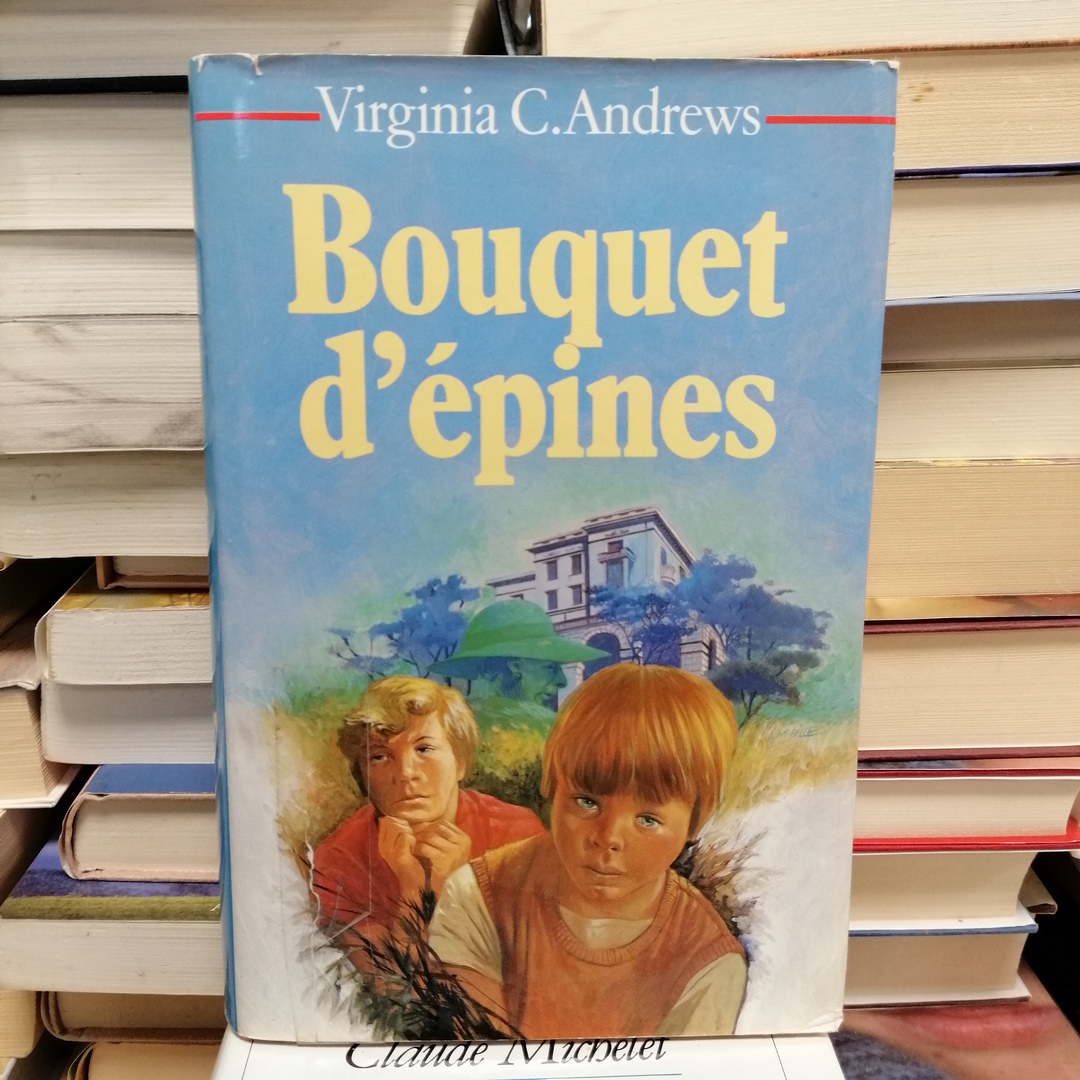 Virginia C. Andrews
Bouquet
d'épines
Claude Michelet